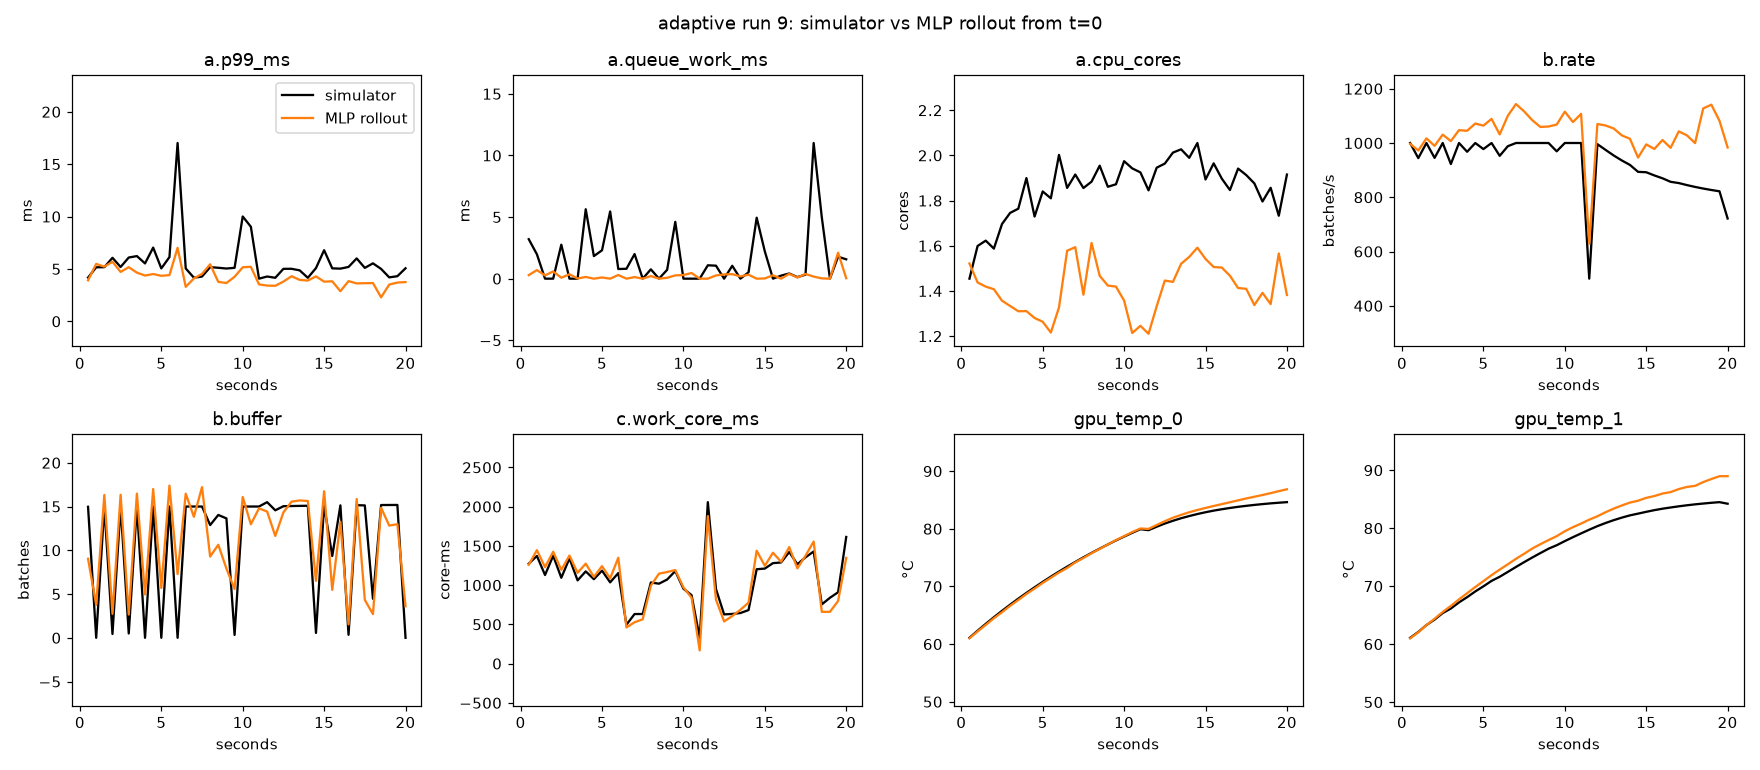 adaptive run 9: simulator vs MLP rollout from t=0
a.p99_ms
ms
20
15
10
5
0
simulator
MLP rollout
0 5 10 15 20
seconds
a.queue_work_ms
ms
15
10
5
0
−5
0 5 10 15 20
seconds
a.cpu_cores
cores
2.2
2.0
1.8
1.6
1.4
1.2
0 5 10 15 20
seconds
b.rate
batches/s
1200
1000
800
600
400
0 5 10 15 20
seconds
b.buffer
batches
20
15
10
5
0
−5
0 5 10 15 20
seconds
c.work_core_ms
core-ms
2500
2000
1500
1000
500
0
−500
0 5 10 15 20
seconds
gpu_temp_0
°C
90
80
70
60
50
0 5 10 15 20
seconds
gpu_temp_1
°C
90
80
70
60
50
0 5 10 15 20
seconds